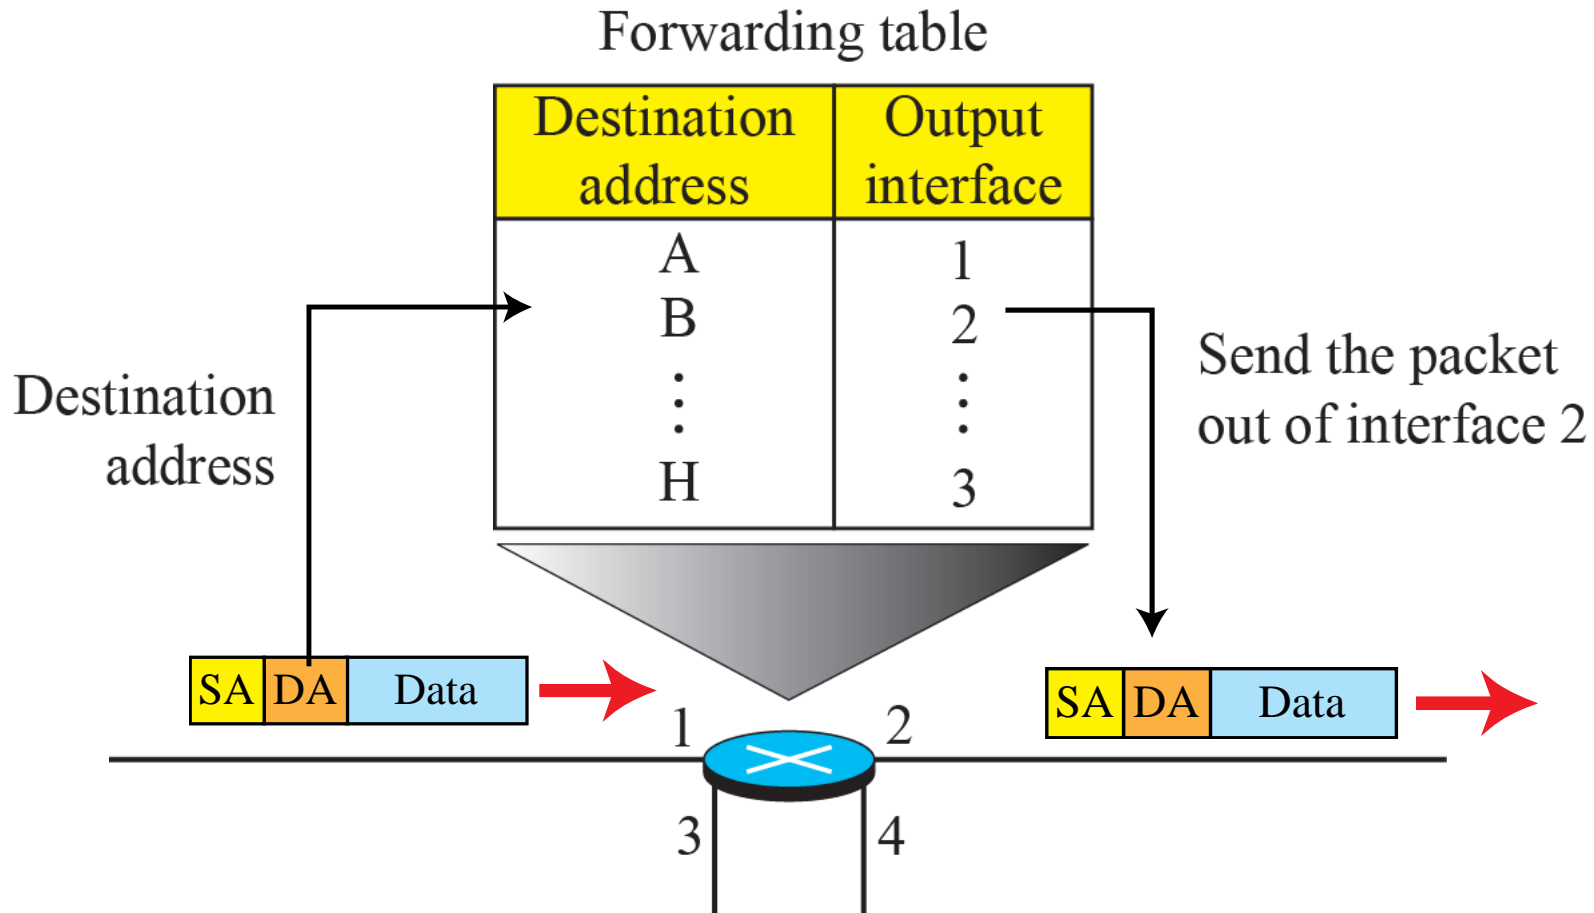 Forwarding table
Destination address
Output interface
A 1
B 2
⋮ ⋮
H 3
Destination
address
Send the packet
out of interface 2
SA DA Data
SA DA Data
1 2
3 4